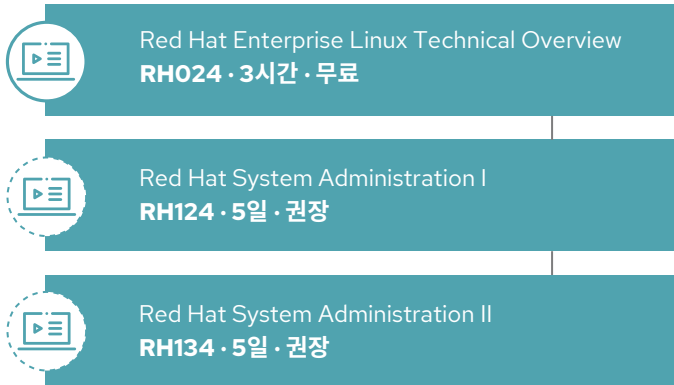 Red Hat Enterprise Linux Technical Overview
RH024 · 3시간 · 무료
Red Hat System Administration I
RH124 · 5일 · 권장
Red Hat System Administration II
RH134 · 5일 · 권장